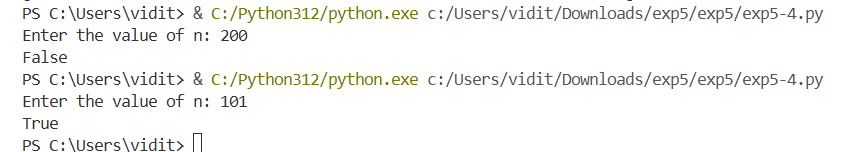 PS C:\Users\vidit> & C:/Python312/python.exe c:/Users/vidit/Downloads/exp5/exp5/exp5-4.py
Enter the value of n: 200
False
PS C:\Users\vidit> & C:/Python312/python.exe c:/Users/vidit/Downloads/exp5/exp5/exp5-4.py
Enter the value of n: 101
True
PS C:\Users\vidit>